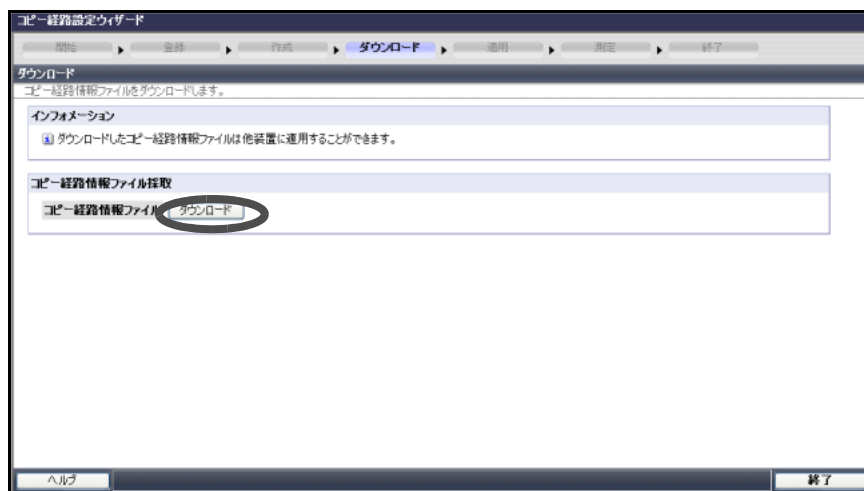 コピー経路設定ウィザード
開始 登録 作成 ダウンロード 適用 測定 終了
ダウンロード
コピー経路情報ファイルをダウンロードします。
インフォメーション
ダウンロードしたコピー経路情報ファイルは他装置に適用することができます。
コピー経路情報ファイル採取
コピー経路情報ファイル ダウンロード
ヘルプ 終了